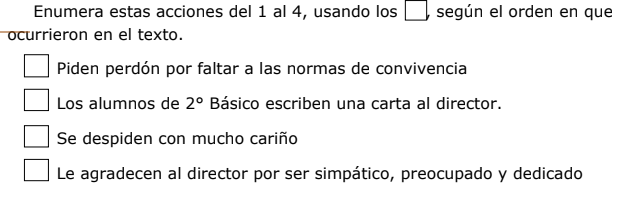 Enumera estas acciones del 1 al 4, usando los , según el orden en que
ocurrieron en el texto.
Piden perdón por faltar a las normas de convivencia
Los alumnos de 2° Básico escriben una carta al director.
Se despiden con mucho cariño
Le agradecen al director por ser simpático, preocupado y dedicado